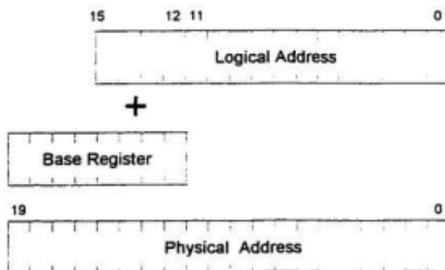 15 12 11 0
Logical Address
+
Base Register
19 0
Physical Address